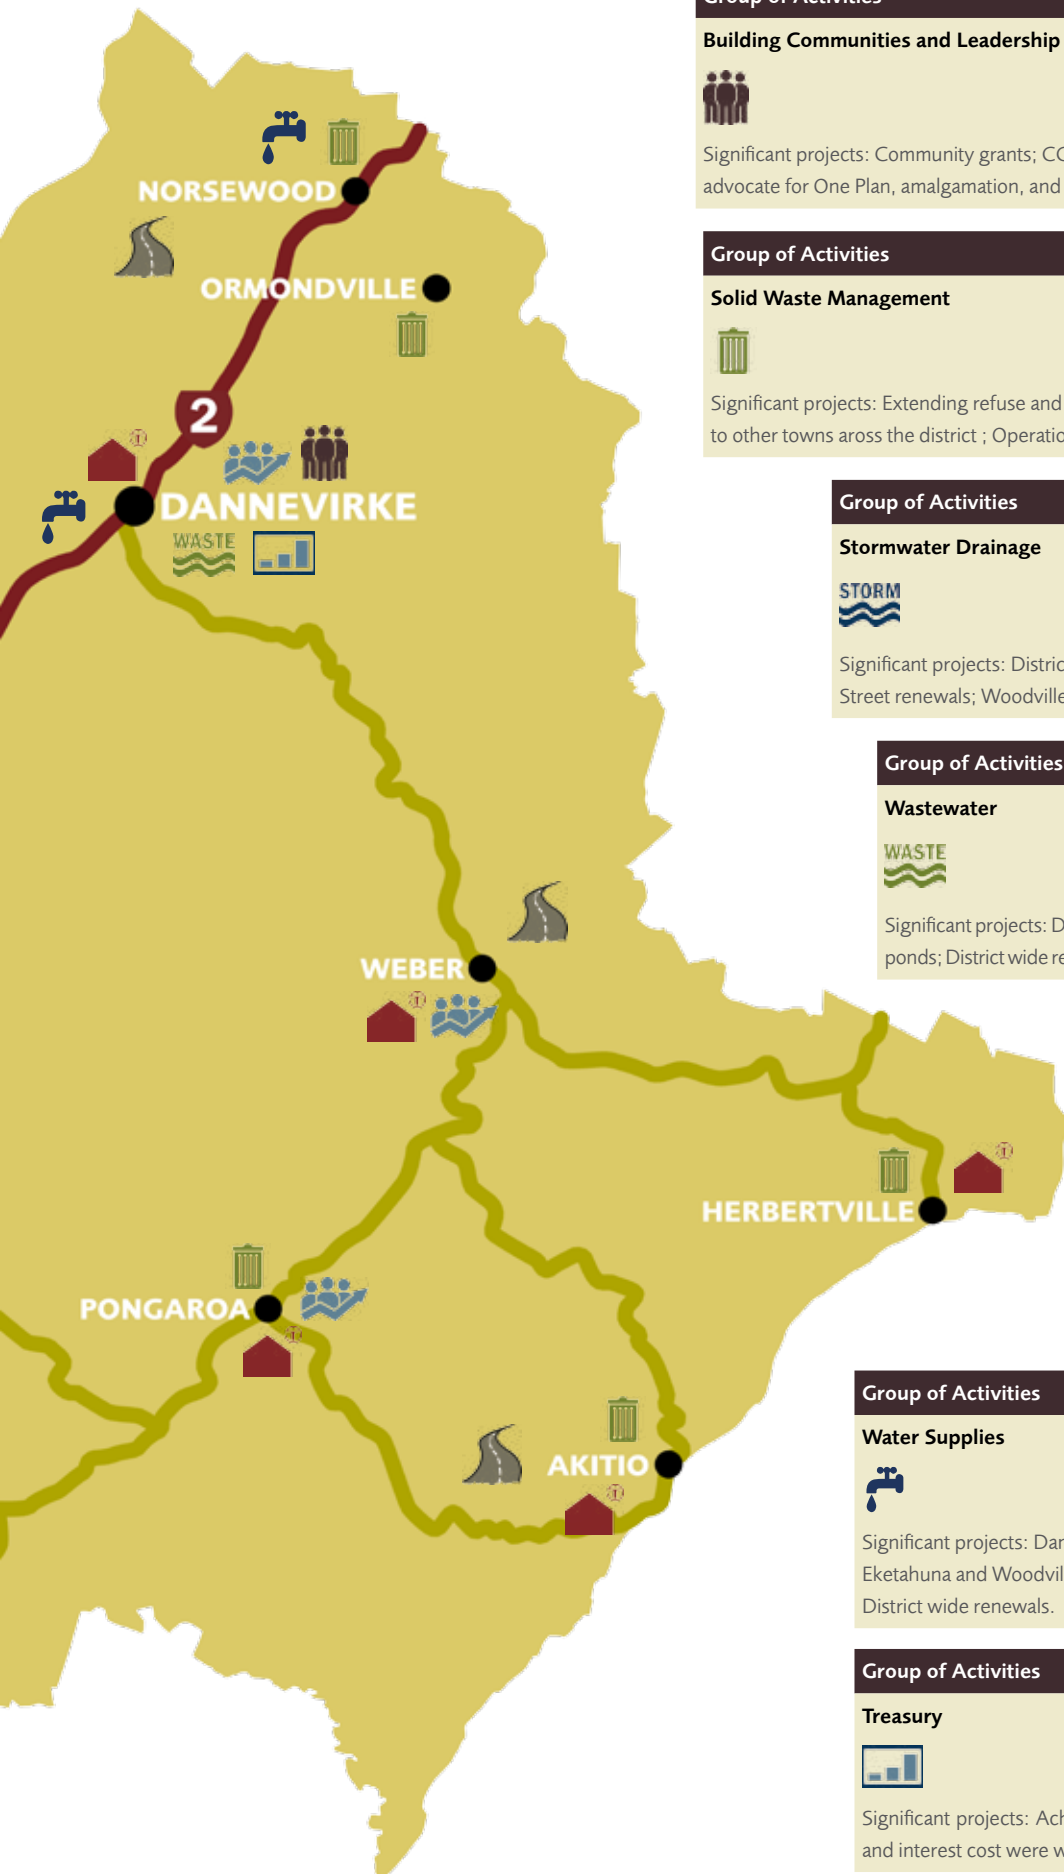 Group of Activities
Building Communities and Leadership
Significant projects: Community grants;
advocate for One Plan, amalgamation, and
Group of Activities
Solid Waste Management
Significant projects: Extending refuse and
to other towns aross the district ; Operatio
Group of Activities
Stormwater Drainage
STORM
Significant projects: Distric
Street renewals; Woodville
Group of Activities
Wastewater
WASTE
Significant projects: D
ponds; District wide re
Group of Activities
Water Supplies
Significant projects: Dan
Eketahuna and Woodvil
District wide renewals.
Group of Activities
Treasury
Significant projects: Ach
and interest cost were w
NORSEWOOD
ORMONDVILLE
2
DANNEVIRKE
WASTE
WEBER
HERBERTVILLE
PONGAROA
AKITIO